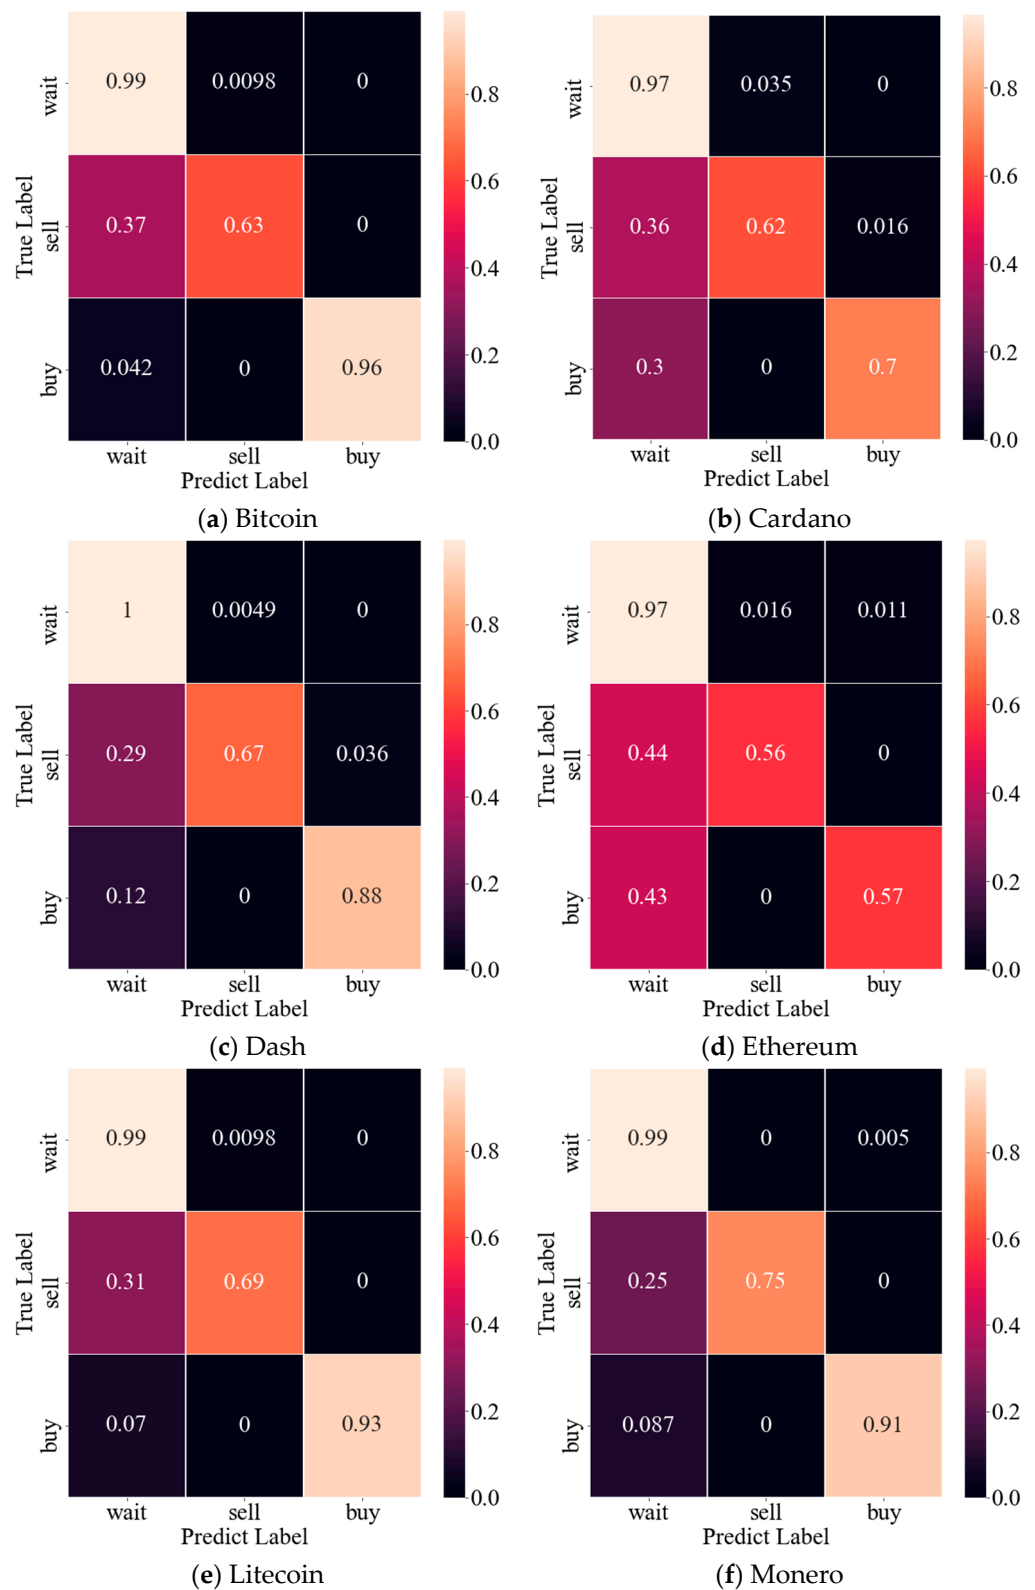 0.99 0.0098 0
0.37 0.63 0
0.042 0 0.96
wait sell buy
True Label
wait sell buy
Predict Label
0.8
0.6
0.4
0.2
0.0
(a) Bitcoin
0.97 0.035 0
0.36 0.62 0.016
0.3 0 0.7
wait sell buy
True Label
wait sell buy
Predict Label
0.8
0.6
0.4
0.2
0.0
(b) Cardano
1 0.0049 0
0.29 0.67 0.036
0.12 0 0.88
wait sell buy
True Label
wait sell buy
Predict Label
0.8
0.6
0.4
0.2
0.0
(c) Dash
0.97 0.016 0.011
0.44 0.56 0
0.43 0 0.57
wait sell buy
True Label
wait sell buy
Predict Label
0.8
0.6
0.4
0.2
0.0
(d) Ethereum
0.99 0.0098 0
0.31 0.69 0
0.07 0 0.93
wait sell buy
True Label
wait sell buy
Predict Label
0.8
0.6
0.4
0.2
0.0
(e) Litecoin
0.99 0 0.005
0.25 0.75 0
0.087 0 0.91
wait sell buy
True Label
wait sell buy
Predict Label
0.8
0.6
0.4
0.2
0.0
(f) Monero